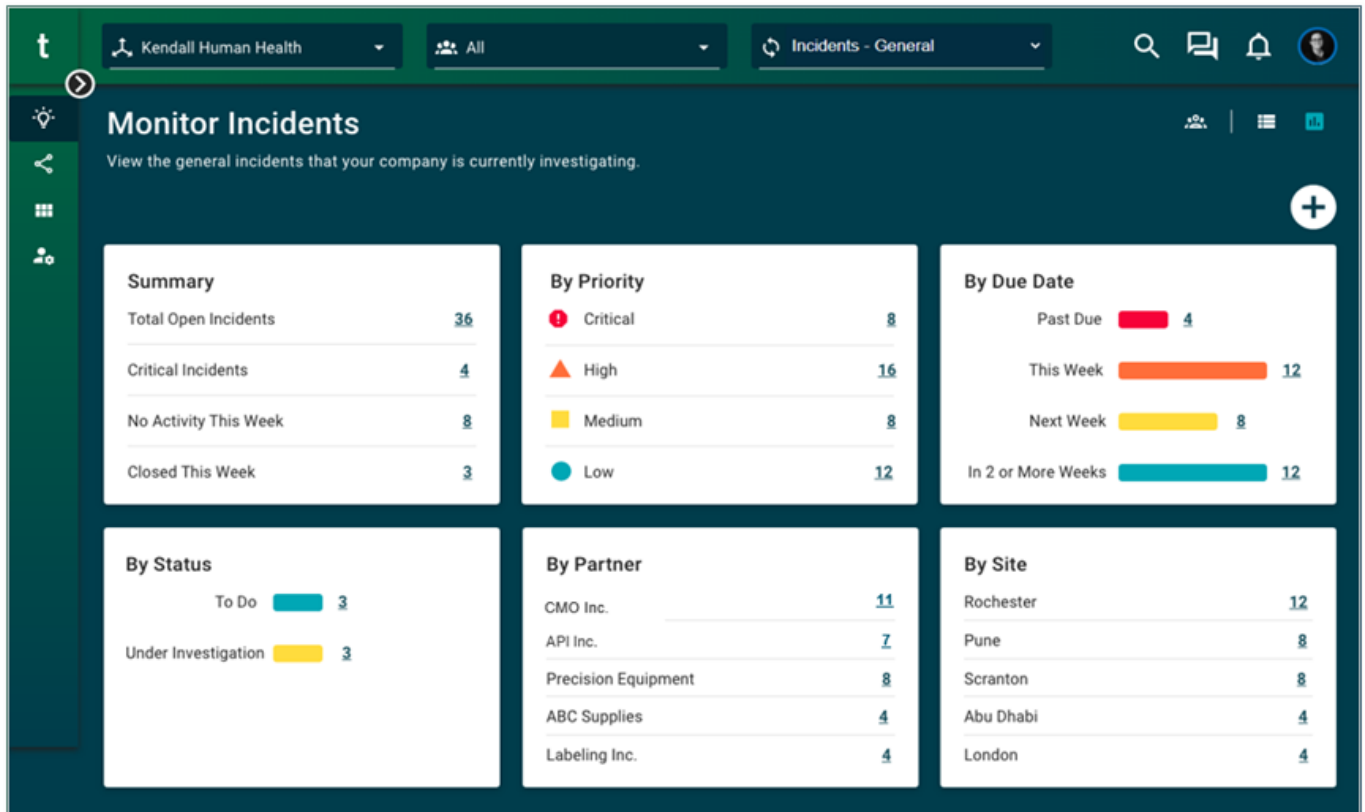 t
Kendall Human Health
All
Incidents - General
Monitor Incidents
View the general incidents that your company is currently investigating.
Summary
Total Open Incidents 36
Critical Incidents 4
No Activity This Week 8
Closed This Week 3
By Priority
Critical 8
High 16
Medium 8
Low 12
By Due Date
Past Due 4
This Week 12
Next Week 8
In 2 or More Weeks 12
By Status
To Do 3
Under Investigation 3
By Partner
CMO Inc. 11
API Inc. 7
Precision Equipment 8
ABC Supplies 4
Labeling Inc. 4
By Site
Rochester 12
Pune 8
Scranton 8
Abu Dhabi 4
London 4